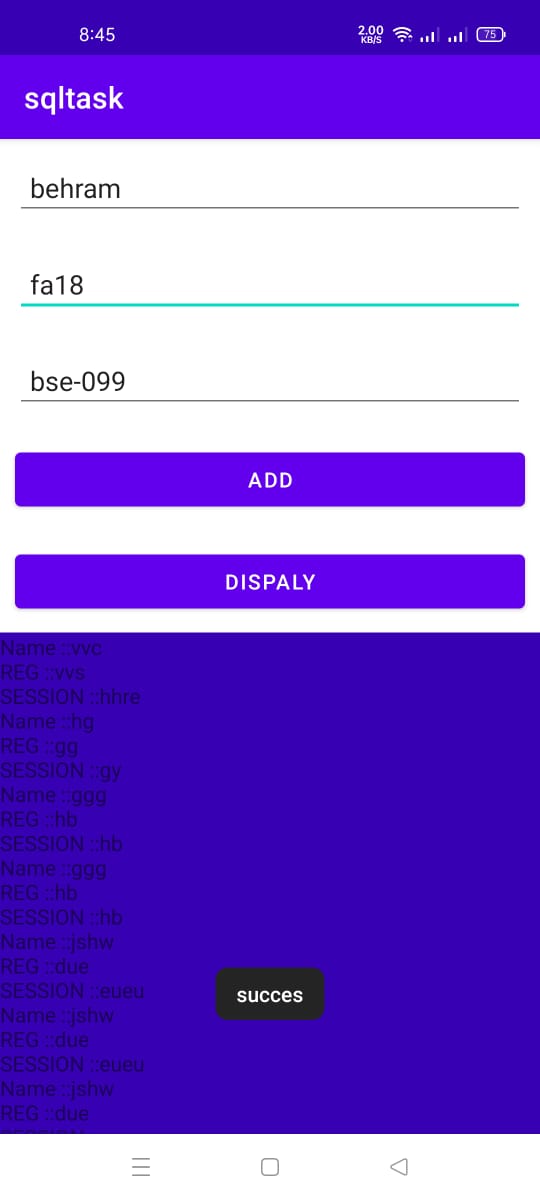 8:45
2.00
KB/S
75
sqltask
behram
fa18
bse-099
ADD
DISPALY
Name ::vvc
REG ::vvs
SESSION ::hhre
Name ::hg
REG ::gg
SESSION ::gy
Name ::ggg
REG ::hb
SESSION ::hb
Name ::ggg
REG ::hb
SESSION ::hb
Name ::jshw
REG ::due
SESSION ::eueu
succes
Name ::jshw
REG ::due
SESSION ::eueu
Name ::jshw
REG ::due